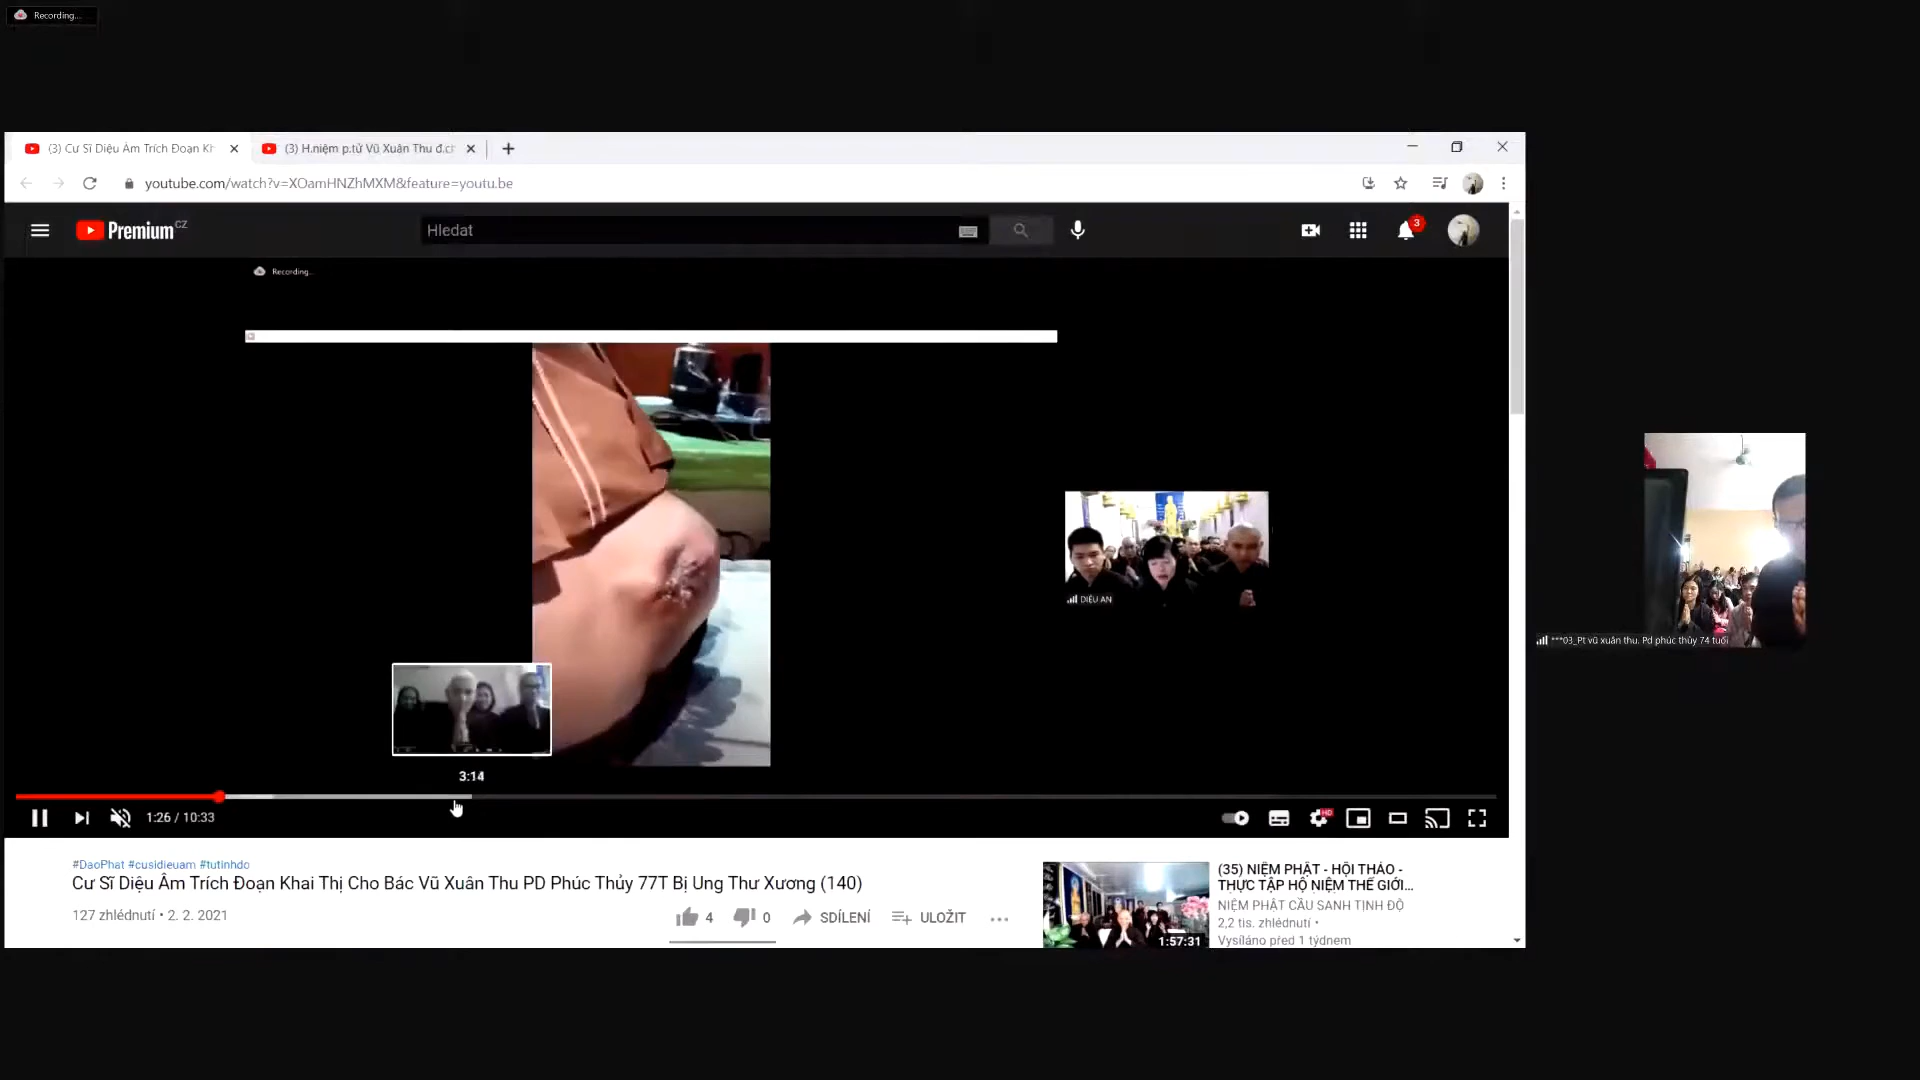 Recording...
(3) Cư Sĩ Diệu Âm Trích Đoạn Kh
(3) H.niệm p.tử Vũ Xuân Thu đ.ch
youtube.com/watch?v=XOamHNZhMXM&feature=youtu.be
Premium CZ
Hledat
3
Recording...
DIỆU AN
***03_Pt vũ xuân thu. Pd phúc thủy 74 tuổi
3:14
1:26 / 10:33
HD
#DaoPhat #cusidieuam #tutinhdo
Cư Sĩ Diệu Âm Trích Đoạn Khai Thị Cho Bác Vũ Xuân Thu PD Phúc Thủy 77T Bị Ung Thư Xương (140)
127 zhlédnutí • 2. 2. 2021
4
0
SDÍLENÍ
ULOŽIT
1:57:31
(35) NIỆM PHẬT - HỘI THẢO -
THỰC TẬP HỘ NIỆM THẾ GIỚI...
NIỆM PHẬT CẦU SANH TỊNH ĐỘ
2,2 tis. zhlédnutí •
Vysíláno před 1 týdnem